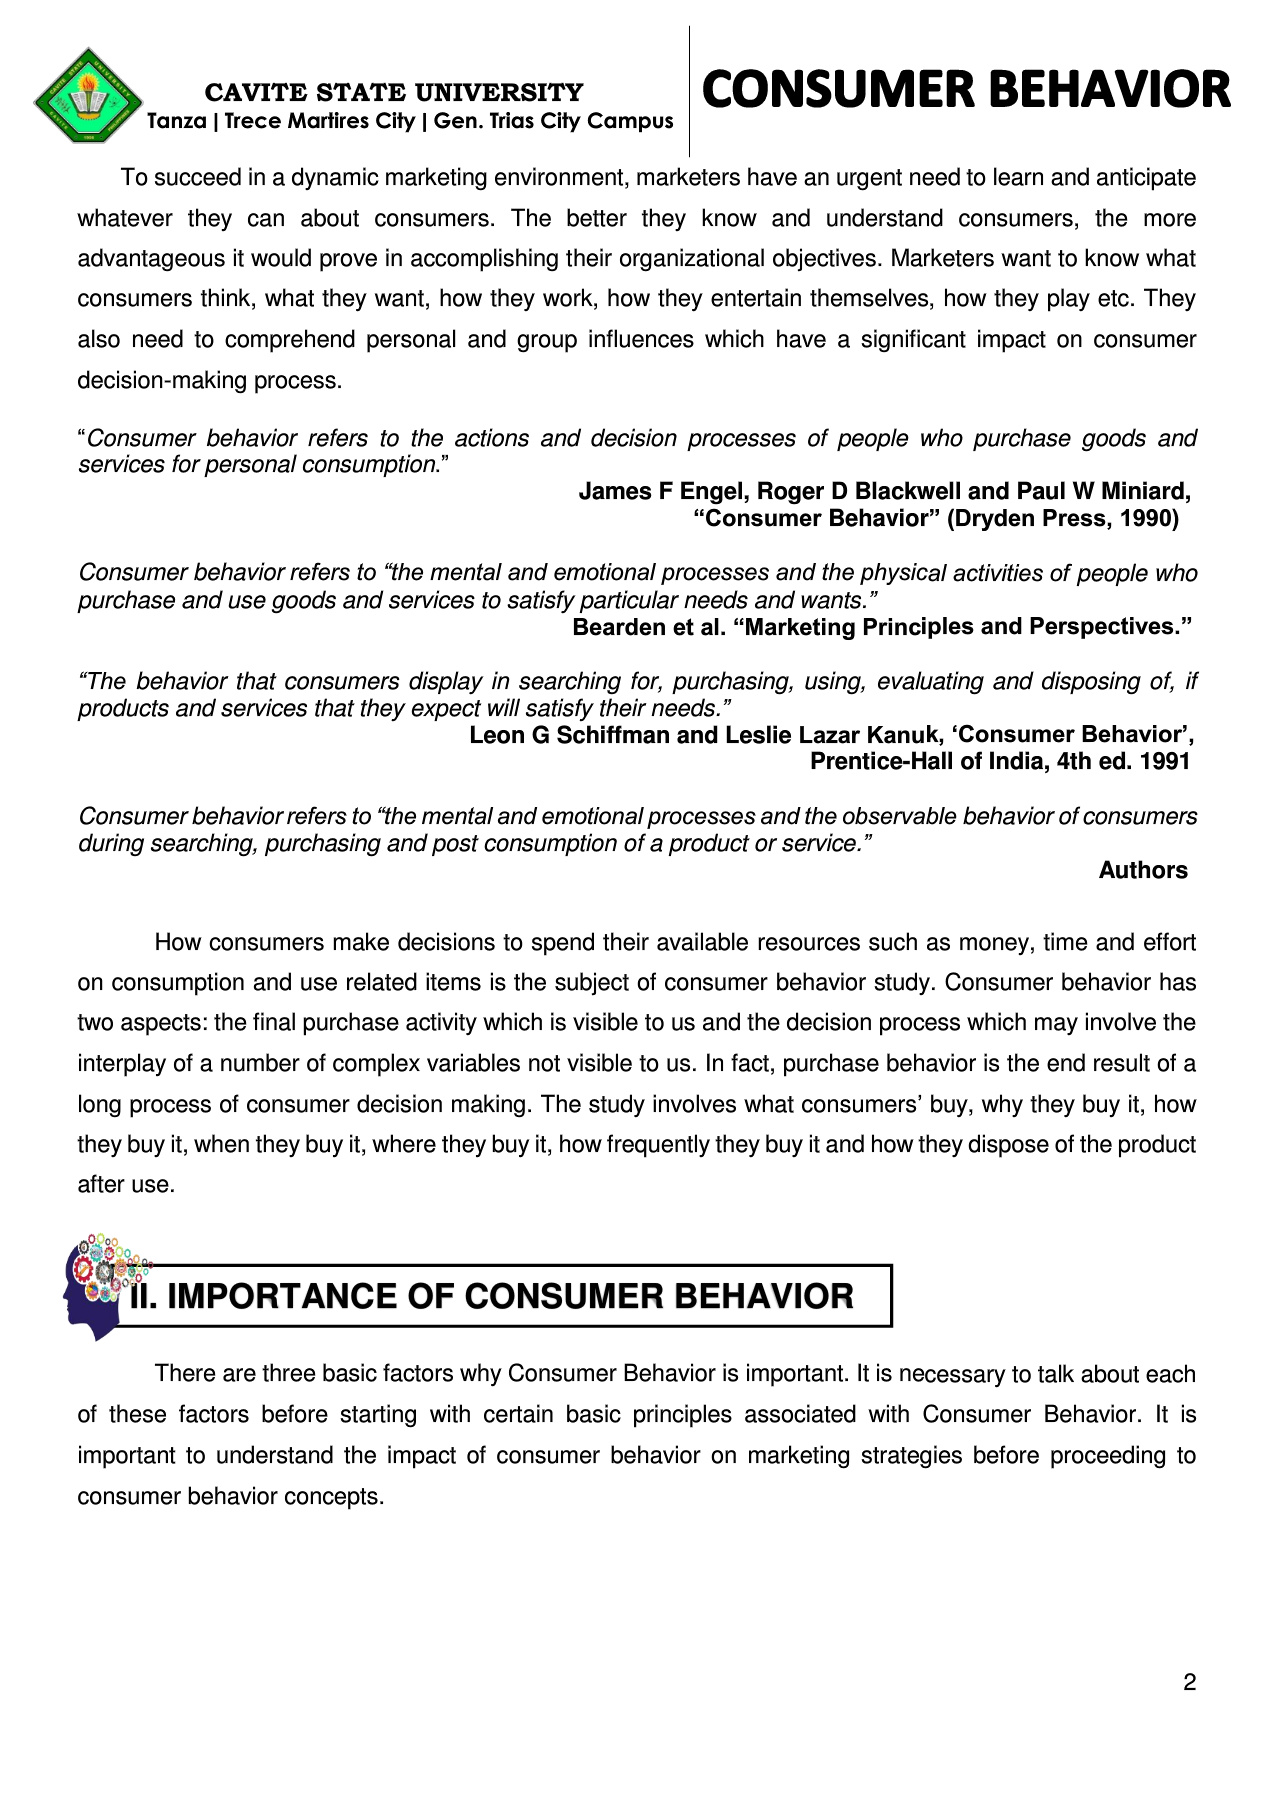 CAVITE STATE UNIVERSITY
Tanza | Trece Martires City | Gen. Trias City Campus
CONSUMER BEHAVIOR
To succeed in a dynamic marketing environment, marketers have an urgent need to learn and anticipate
whatever they can about consumers. The better they know and understand consumers, the more
advantageous it would prove in accomplishing their organizational objectives. Marketers want to know what
consumers think, what they want, how they work, how they entertain themselves, how they play etc. They
also need to comprehend personal and group influences which have a significant impact on consumer
decision-making process.
“Consumer behavior refers to the actions and decision processes of people who purchase goods and
services for personal consumption.”
James F Engel, Roger D Blackwell and Paul W Miniard,
“Consumer Behavior” (Dryden Press, 1990)
Consumer behavior refers to “the mental and emotional processes and the physical activities of people who
purchase and use goods and services to satisfy particular needs and wants.”
Bearden et al. “Marketing Principles and Perspectives.”
“The behavior that consumers display in searching for, purchasing, using, evaluating and disposing of, if
products and services that they expect will satisfy their needs.”
Leon G Schiffman and Leslie Lazar Kanuk, ‘Consumer Behavior’,
Prentice-Hall of India, 4th ed. 1991
Consumer behavior refers to “the mental and emotional processes and the observable behavior of consumers
during searching, purchasing and post consumption of a product or service.”
Authors
How consumers make decisions to spend their available resources such as money, time and effort
on consumption and use related items is the subject of consumer behavior study. Consumer behavior has
two aspects: the final purchase activity which is visible to us and the decision process which may involve the
interplay of a number of complex variables not visible to us. In fact, purchase behavior is the end result of a
long process of consumer decision making. The study involves what consumers’ buy, why they buy it, how
they buy it, when they buy it, where they buy it, how frequently they buy it and how they dispose of the product
after use.
II. IMPORTANCE OF CONSUMER BEHAVIOR
There are three basic factors why Consumer Behavior is important. It is necessary to talk about each
of these factors before starting with certain basic principles associated with Consumer Behavior. It is
important to understand the impact of consumer behavior on marketing strategies before proceeding to
consumer behavior concepts.
2